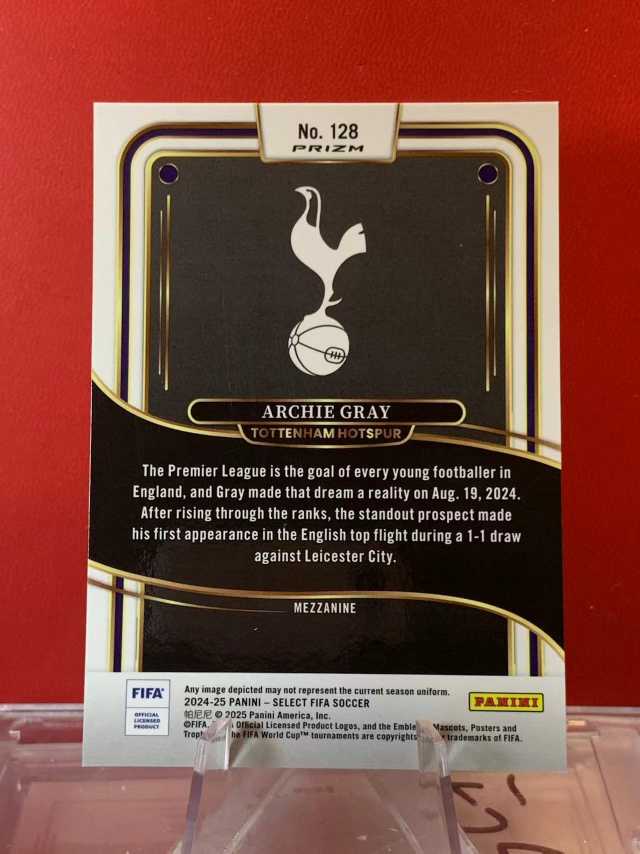 No. 128
PRIZM
ARCHIE GRAY
TOTTENHAM HOTSPUR
The Premier League is the goal of every young footballer in
England, and Gray made that dream a reality on Aug. 19, 2024.
After rising through the ranks, the standout prospect made
his first appearance in the English top flight during a 1-1 draw
against Leicester City.
MEZZANINE
FIFA®
OFFICIAL
LICENSED
PRODUCT
Any image depicted may not represent the current season uniform.
2024-25 PANINI – SELECT FIFA SOCCER
帕尼尼 © 2025 Panini America, Inc.
©FIFA, Official Licensed Product Logos, and the Emblems, Mascots, Posters and
the FIFA World Cup™ tournaments are copyrights trademarks of FIFA.
PANINI